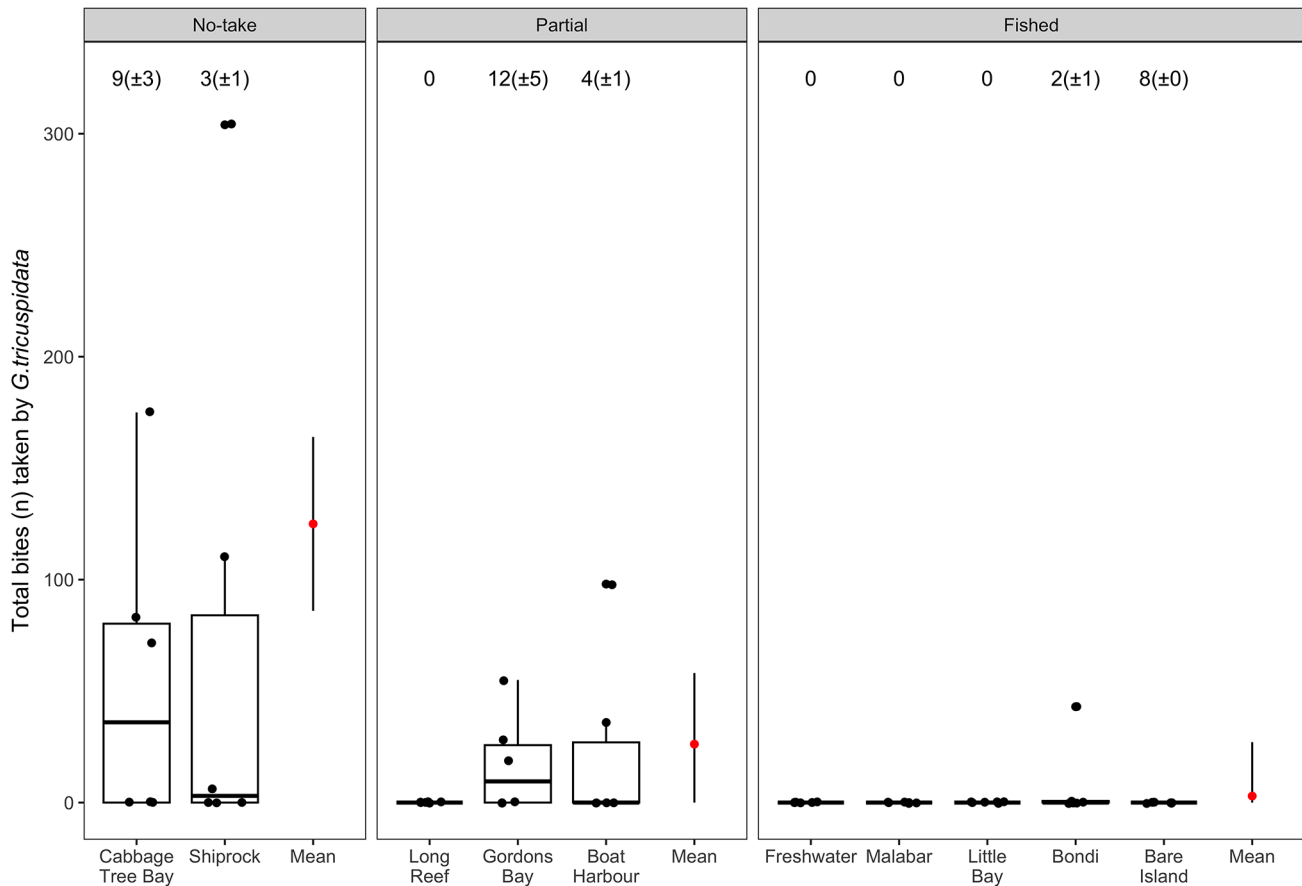 No-take
Partial
Fished
9(±3)
3(±1)
0
12(±5)
4(±1)
0
0
0
2(±1)
8(±0)
300
200
100
0
Total bites (n) taken by G.tricuspidata
Cabbage
Tree Bay
Shiprock
Mean
Long
Reef
Gordons
Bay
Boat
Harbour
Mean
Freshwater
Malabar
Little
Bay
Bondi
Bare
Island
Mean